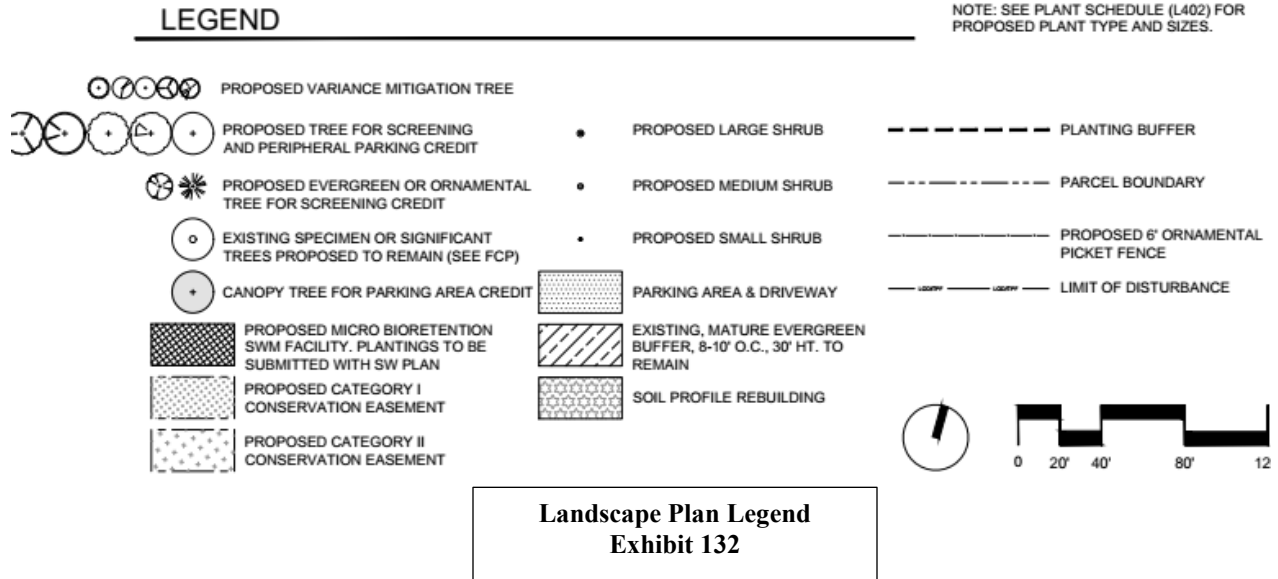 LEGEND
NOTE: SEE PLANT SCHEDULE (L402) FOR
PROPOSED PLANT TYPE AND SIZES.
PROPOSED VARIANCE MITIGATION TREE
PROPOSED TREE FOR SCREENING
AND PERIPHERAL PARKING CREDIT
PROPOSED EVERGREEN OR ORNAMENTAL
TREE FOR SCREENING CREDIT
EXISTING SPECIMEN OR SIGNIFICANT
TREES PROPOSED TO REMAIN (SEE FCP)
CANOPY TREE FOR PARKING AREA CREDIT
PROPOSED MICRO BIORETENTION
SWM FACILITY. PLANTINGS TO BE
SUBMITTED WITH SW PLAN
PROPOSED CATEGORY I
CONSERVATION EASEMENT
PROPOSED CATEGORY II
CONSERVATION EASEMENT
PROPOSED LARGE SHRUB
PROPOSED MEDIUM SHRUB
PROPOSED SMALL SHRUB
PARKING AREA & DRIVEWAY
EXISTING, MATURE EVERGREEN
BUFFER, 8-10' O.C., 30' HT. TO
REMAIN
SOIL PROFILE REBUILDING
PLANTING BUFFER
PARCEL BOUNDARY
PROPOSED 6' ORNAMENTAL
PICKET FENCE
LIMIT OF DISTURBANCE
0 20' 40' 80' 12
Landscape Plan Legend
Exhibit 132